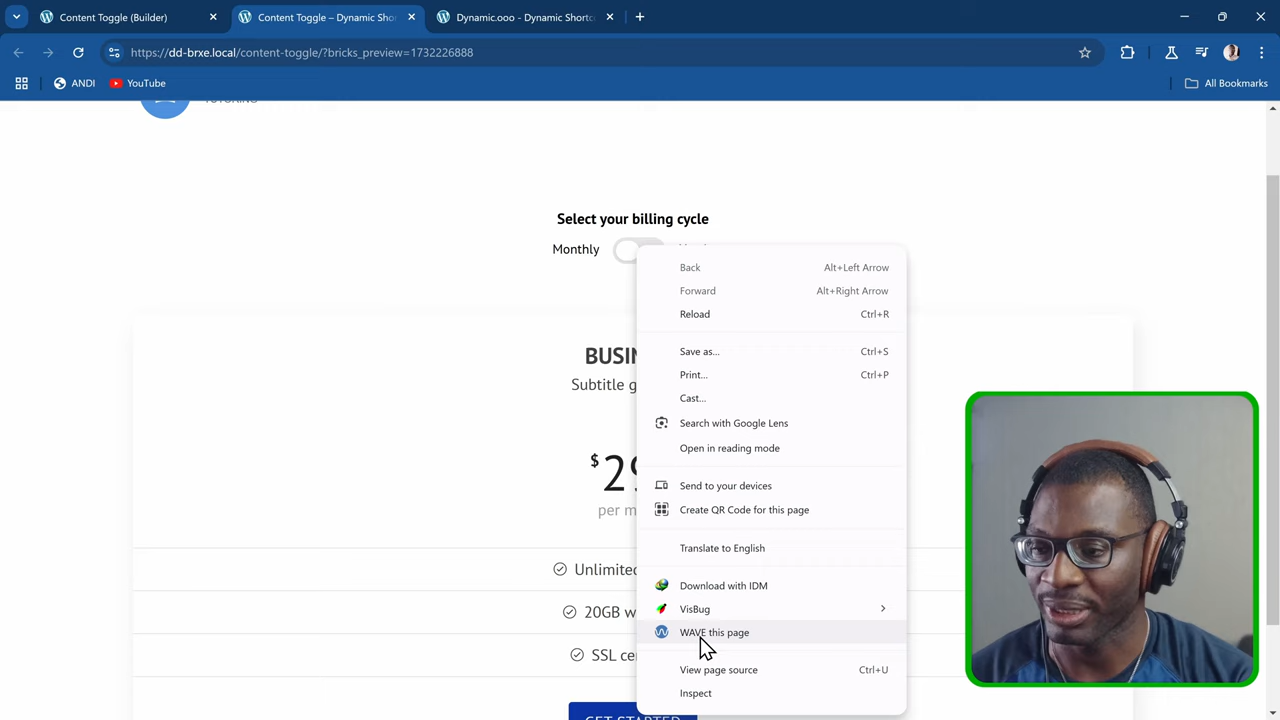 Content Toggle (Builder)
Content Toggle – Dynamic Sho
Dynamic.ooo - Dynamic Shortc
https://dd-brxe.local/content-toggle/?bricks_preview=1732226888
ANDI
YouTube
All Bookmarks
Select your billing cycle
Monthly
Back Alt+Left Arrow
Forward Alt+Right Arrow
Reload Ctrl+R
Save as... Ctrl+S
Print... Ctrl+P
Cast...
Search with Google Lens
Open in reading mode
Send to your devices
Create QR Code for this page
Translate to English
Download with IDM
VisBug
WAVE this page
View page source Ctrl+U
Inspect
BUSIN
Subtitle g
$29
per m
Unlimited
20GB w
SSL cer
GET STARTED